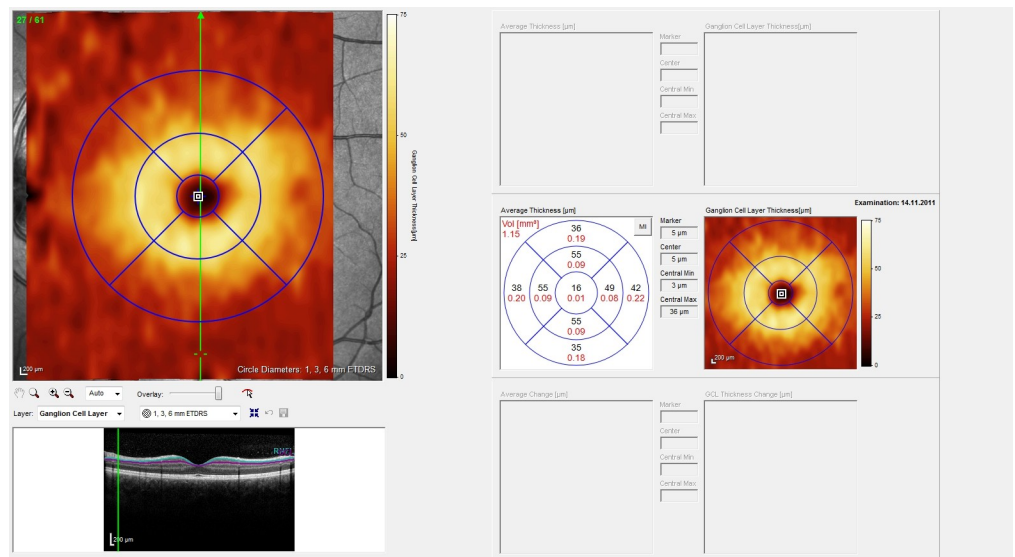 27 / 61
75
50
25
0
Ganglion Cell Layer Thickness[µm]
200 µm
Circle Diameters: 1, 3, 6 mm ETDRS
Auto
Overlay:
Layer: Ganglion Cell Layer
1, 3, 6 mm ETDRS
200 µm
Average Thickness [µm]
Marker
Center
Central Min
Central Max
Ganglion Cell Layer Thickness[µm]
Examination: 14.11.2011
Average Thickness [µm]
Vol [mm³]
1.15
MI
36
0.19
55
0.09
38 55 16 49 42
0.20 0.09 0.01 0.08 0.22
55
0.09
35
0.18
Marker
5 µm
Center
5 µm
Central Min
3 µm
Central Max
36 µm
Ganglion Cell Layer Thickness[µm]
75
50
25
0
200 µm
Average Change [µm]
Marker
Center
Central Min
Central Max
GCL Thickness Change [µm]